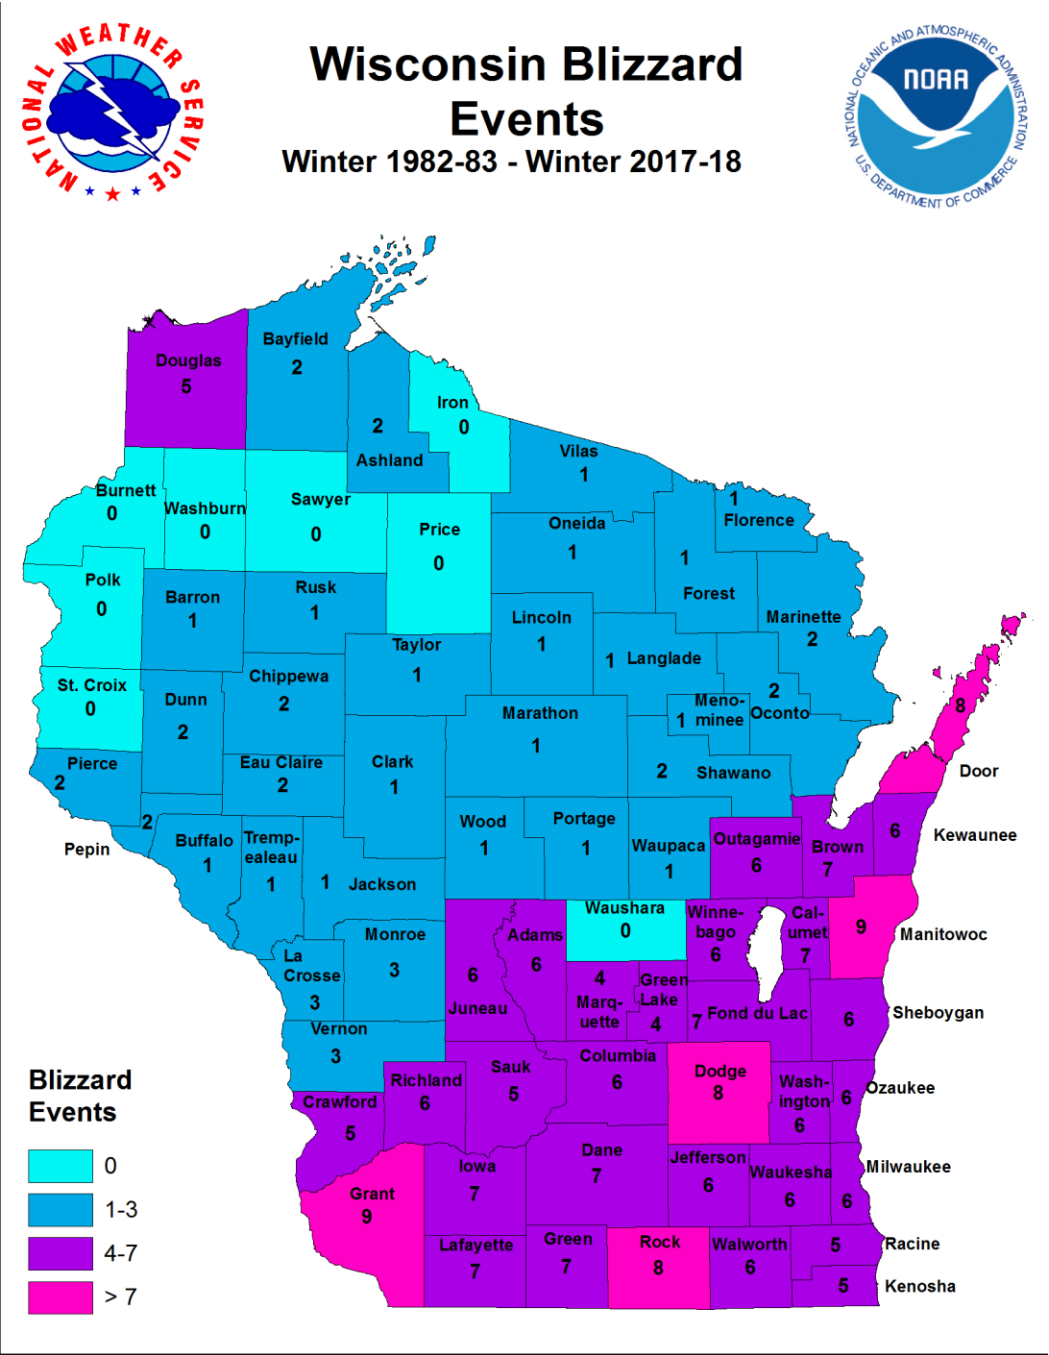 NATIONAL WEATHER SERVICE
Wisconsin Blizzard
Events
Winter 1982-83 - Winter 2017-18
NATIONAL OCEANIC AND ATMOSPHERIC ADMINISTRATION
NOAA
U.S. DEPARTMENT OF COMMERCE
Bayfield
2
Douglas
5
Iron
0
2
Ashland
Vilas
1
Burnett
0
Washburn
0
Sawyer
0
Price
0
Oneida
1
1
Florence
1
Forest
Polk
0
Barron
1
Rusk
1
Lincoln
1
Marinette
2
Taylor
1
1 Langlade
St. Croix
0
Dunn
2
Chippewa
2
Marathon
1
1
Meno-
minee
2
Oconto
8
Door
Pierce
2
Eau Claire
2
Clark
1
2 Shawano
2
Pepin
Buffalo
1
Tremp-
ealeau
1
1 Jackson
Wood
1
Portage
1
Waupaca
1
Outagamie
6
Brown
7
6
Kewaunee
Waushara
0
Winne-
bago
6
Cal-
umet
7
9
Manitowoc
La
Crosse
3
Monroe
3
6
Juneau
Adams
6
4
Marq-
uette
Green
Lake
4
7 Fond du Lac
6
Sheboygan
Vernon
3
Richland
6
Sauk
5
Columbia
6
Dodge
8
Wash-
ington
6
6
Ozaukee
Crawford
5
Grant
9
Iowa
7
Dane
7
Jefferson
6
Waukesha
6
6
Milwaukee
Lafayette
7
Green
7
Rock
8
Walworth
6
5
Racine
5
Kenosha
Blizzard
Events
0
1-3
4-7
> 7